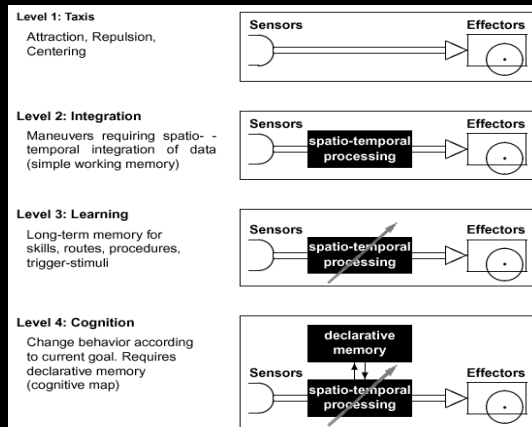 Level 1: Taxis
Attraction, Repulsion,
Centering
Sensors
Effectors
Level 2: Integration
Maneuvers requiring spatio- -
temporal integration of data
(simple working memory)
Sensors
Effectors
spatio-temporal
processing
Level 3: Learning
Long-term memory for
skills, routes, procedures,
trigger-stimuli
Sensors
Effectors
spatio-temporal
processing
Level 4: Cognition
Change behavior according
to current goal. Requires
declarative memory
(cognitive map)
declarative
memory
Sensors
Effectors
spatio-temporal
processing